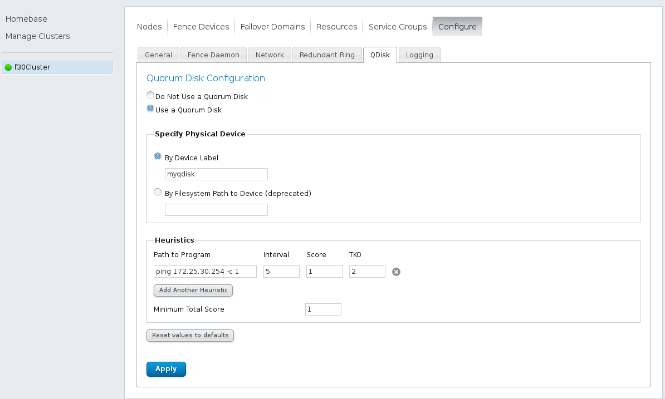 Homebase
Manage Clusters
f30Cluster
Nodes Fence Devices Failover Domains Resources Service Groups Configure
General Fence Daemon Network Redundant Ring QDisk Logging
Quorum Disk Configuration
Do Not Use a Quorum Disk
Use a Quorum Disk
Specify Physical Device
By Device Label
myqdisk
By Filesystem Path to Device (deprecated)
Heuristics
Path to Program Interval Score TKO
ping 172.25.30.254 -c 1 5 1 2
Add Another Heuristic
Minimum Total Score 1
Reset values to defaults
Apply